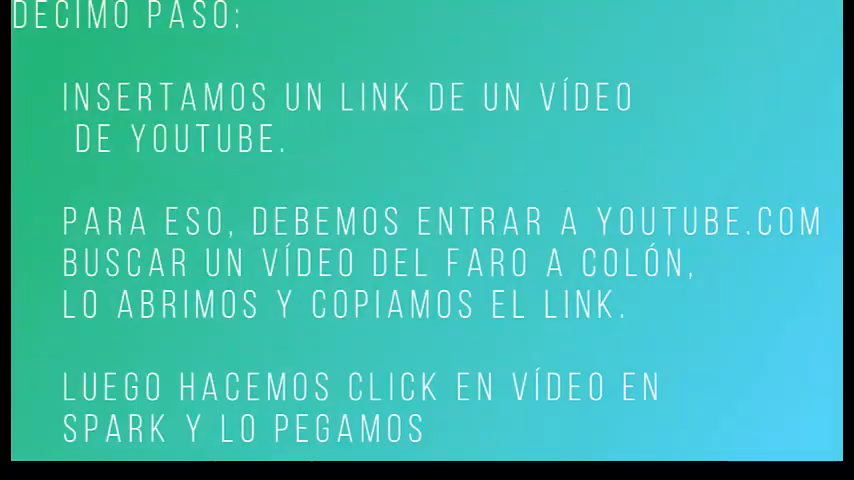 DECIMO PASO:
INSERTAMOS UN LINK DE UN VÍDEO
DE YOUTUBE.
PARA ESO, DEBEMOS ENTRAR A YOUTUBE.COM
BUSCAR UN VÍDEO DEL FARO A COLÓN,
LO ABRIMOS Y COPIAMOS EL LINK.
LUEGO HACEMOS CLICK EN VÍDEO EN
SPARK Y LO PEGAMOS